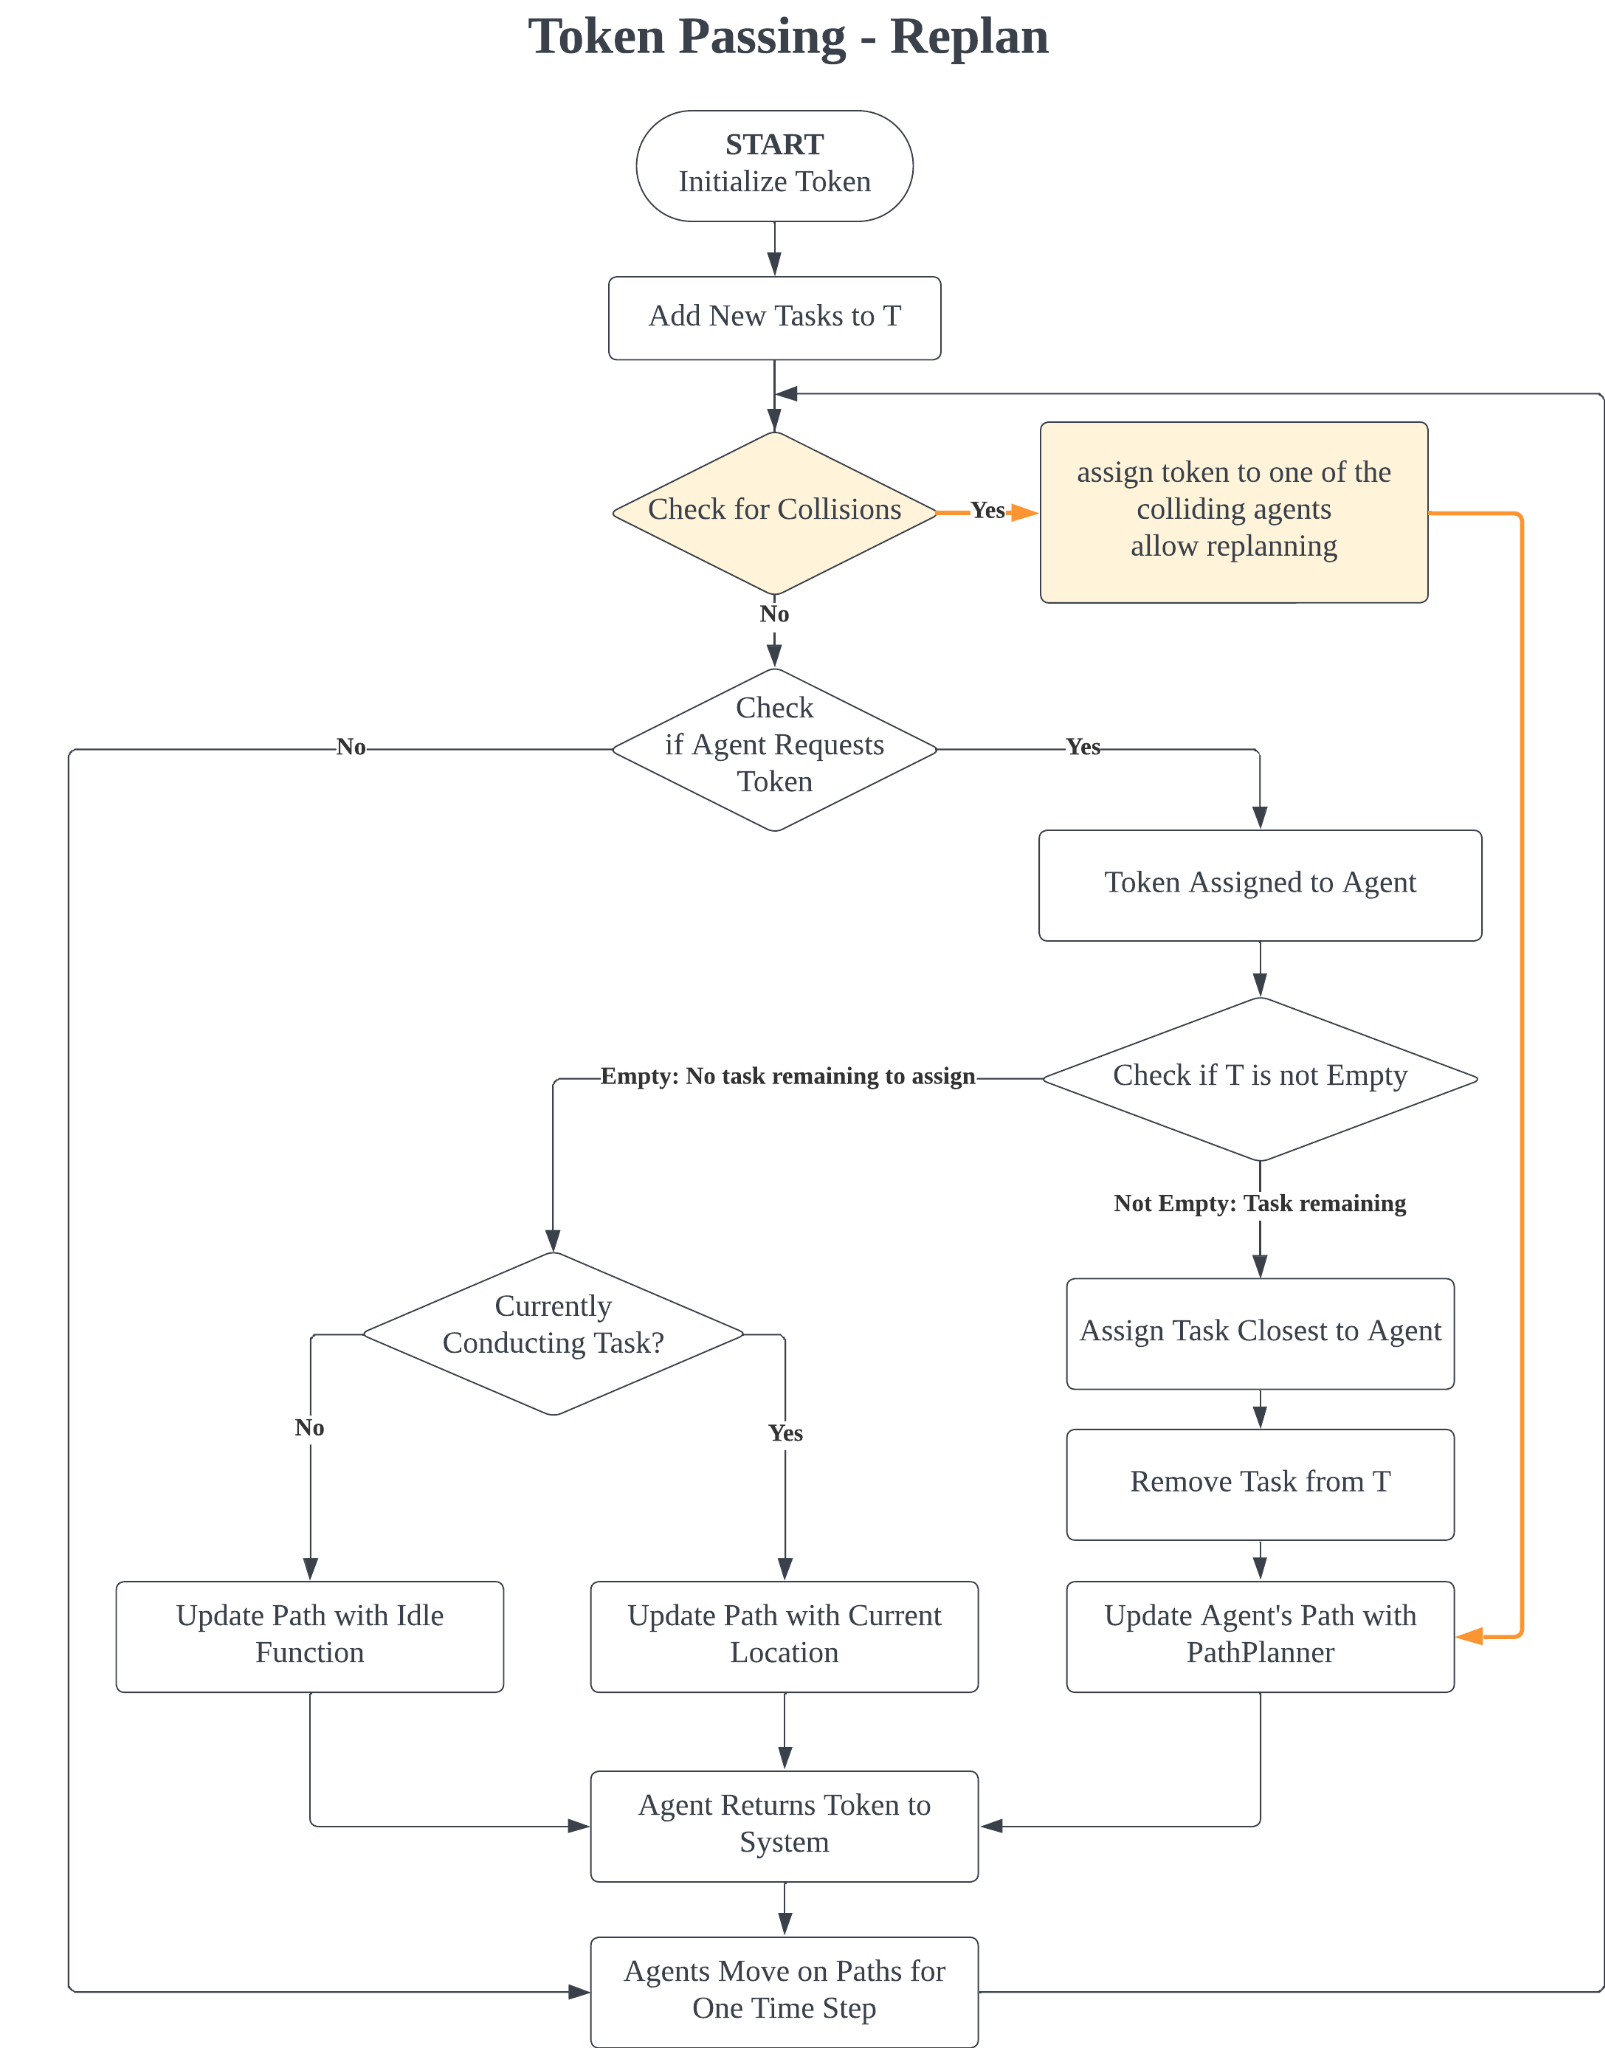 Token Passing - Replan
START
Initialize Token
Add New Tasks to T
Check for Collisions
Yes
assign token to one of the
colliding agents
allow replanning
No
Check
if Agent Requests
Token
No
Yes
Token Assigned to Agent
Check if T is not Empty
Empty: No task remaining to assign
Not Empty: Task remaining
Currently
Conducting Task?
Assign Task Closest to Agent
No
Yes
Remove Task from T
Update Path with Idle
Function
Update Path with Current
Location
Update Agent's Path with
PathPlanner
Agent Returns Token to
System
Agents Move on Paths for
One Time Step